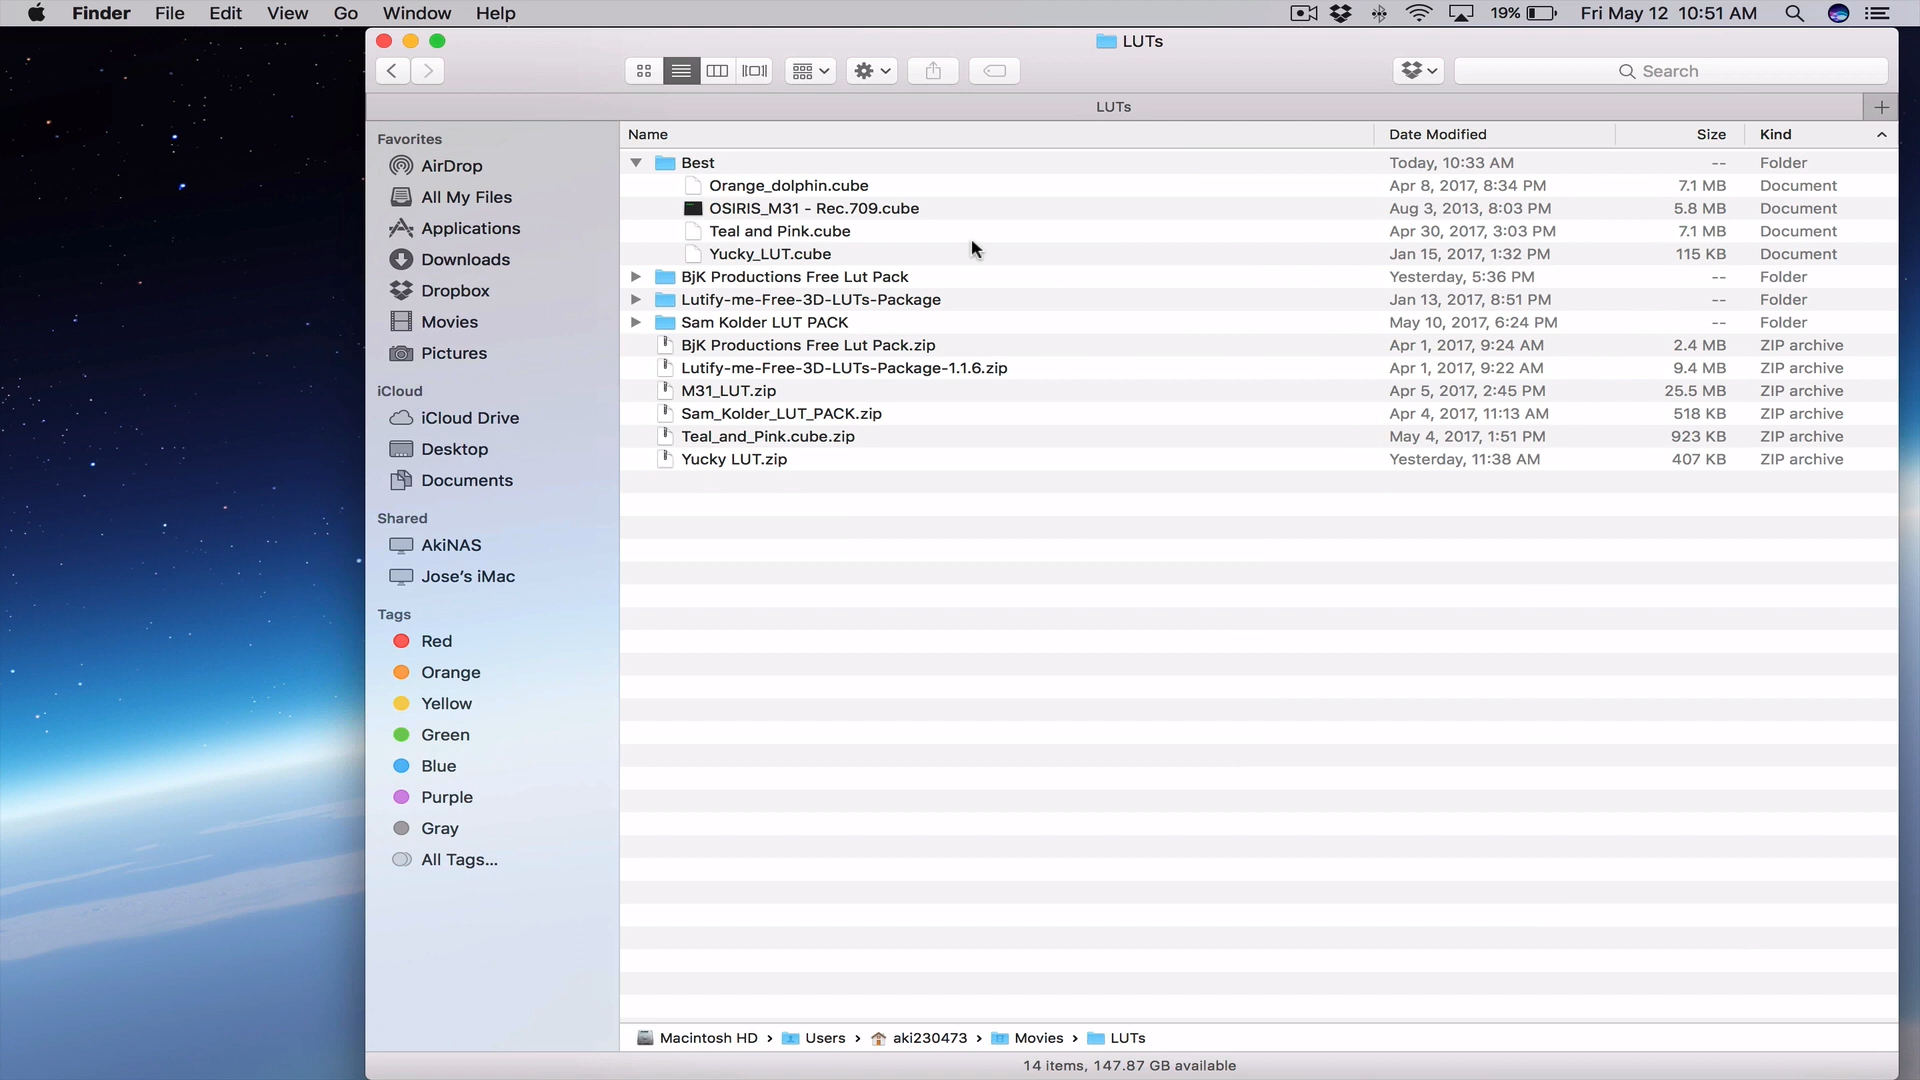 Finder File Edit View Go Window Help 19% Fri May 12 10:51 AM
LUTs
Search
LUTs
Favorites
AirDrop
All My Files
Applications
Downloads
Dropbox
Movies
Pictures
iCloud
iCloud Drive
Desktop
Documents
Shared
AkiNAS
Jose's iMac
Tags
Red
Orange
Yellow
Green
Blue
Purple
Gray
All Tags...
Name Date Modified Size Kind
Best Today, 10:33 AM -- Folder
Orange_dolphin.cube Apr 8, 2017, 8:34 PM 7.1 MB Document
OSIRIS_M31 - Rec.709.cube Aug 3, 2013, 8:03 PM 5.8 MB Document
Teal and Pink.cube Apr 30, 2017, 3:03 PM 7.1 MB Document
Yucky_LUT.cube Jan 15, 2017, 1:32 PM 115 KB Document
BjK Productions Free Lut Pack Yesterday, 5:36 PM -- Folder
Lutify-me-Free-3D-LUTs-Package Jan 13, 2017, 8:51 PM -- Folder
Sam Kolder LUT PACK May 10, 2017, 6:24 PM -- Folder
BjK Productions Free Lut Pack.zip Apr 1, 2017, 9:24 AM 2.4 MB ZIP archive
Lutify-me-Free-3D-LUTs-Package-1.1.6.zip Apr 1, 2017, 9:22 AM 9.4 MB ZIP archive
M31_LUT.zip Apr 5, 2017, 2:45 PM 25.5 MB ZIP archive
Sam_Kolder_LUT_PACK.zip Apr 4, 2017, 11:13 AM 518 KB ZIP archive
Teal_and_Pink.cube.zip May 4, 2017, 1:51 PM 923 KB ZIP archive
Yucky LUT.zip Yesterday, 11:38 AM 407 KB ZIP archive
Macintosh HD › Users › aki230473 › Movies › LUTs
14 items, 147.87 GB available